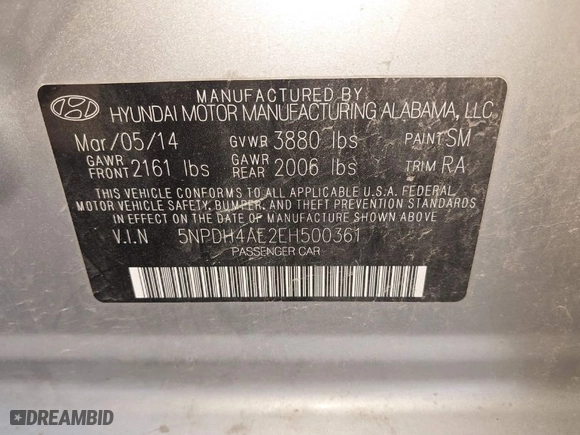 MANUFACTURED BY
HYUNDAI MOTOR MANUFACTURING ALABAMA, LLC
Mar/05/14 GVWR 3880 lbs PAINT SM
GAWR FRONT 2161 lbs GAWR REAR 2006 lbs TRIM RA
THIS VEHICLE CONFORMS TO ALL APPLICABLE U.S.A. FEDERAL
MOTOR VEHICLE SAFETY, BUMPER, AND THEFT PREVENTION STANDARDS
IN EFFECT ON THE DATE OF MANUFACTURE SHOWN ABOVE.
V.I.N 5NPDH4AE2EH500361
PASSENGER CAR
DREAMBID